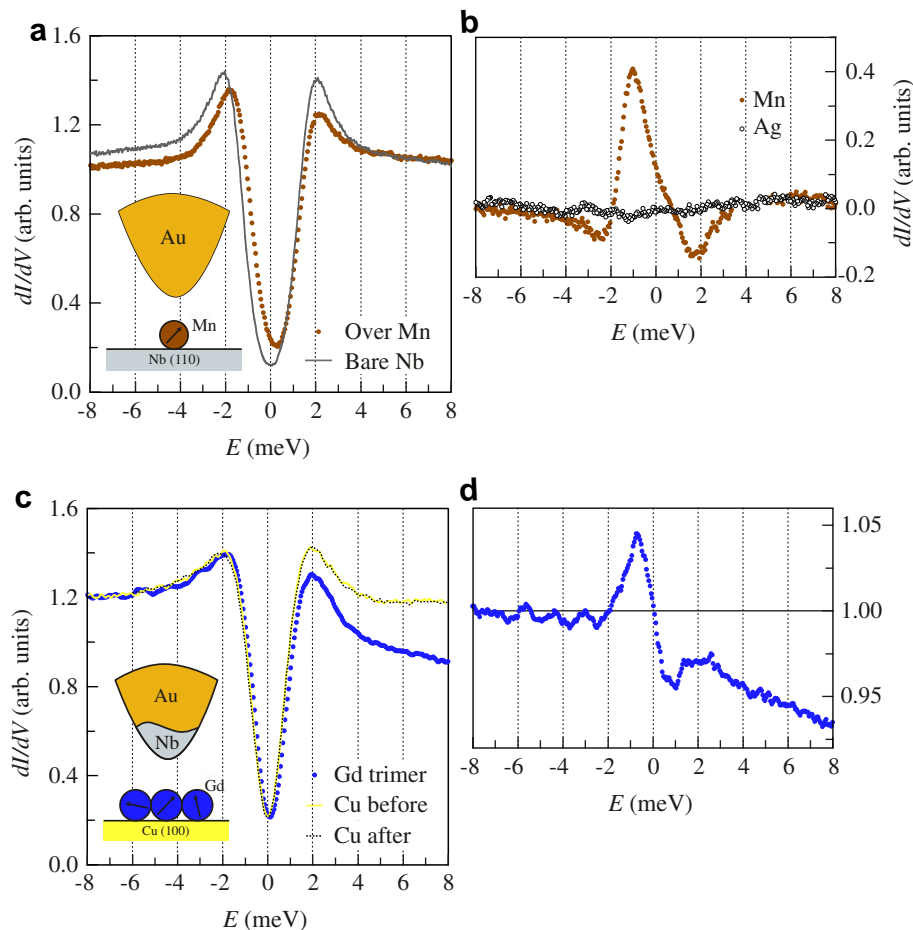 a
1.6
1.2
0.8
0.4
0.0
dI/dV (arb. units)
Au
Mn
Nb (110)
Over Mn
Bare Nb
-8 -6 -4 -2 0 2 4 6 8
E (meV)
b
0.4
0.2
0.0
-0.2
dI/dV (arb. units)
Mn
Ag
-8 -6 -4 -2 0 2 4 6 8
E (meV)
c
1.6
1.2
0.8
0.4
0.0
dI/dV (arb. units)
Au
Nb
Gd
Cu (100)
Gd trimer
Cu before
Cu after
-8 -6 -4 -2 0 2 4 6 8
E (meV)
d
1.05
1.00
0.95
-8 -6 -4 -2 0 2 4 6 8
E (meV)